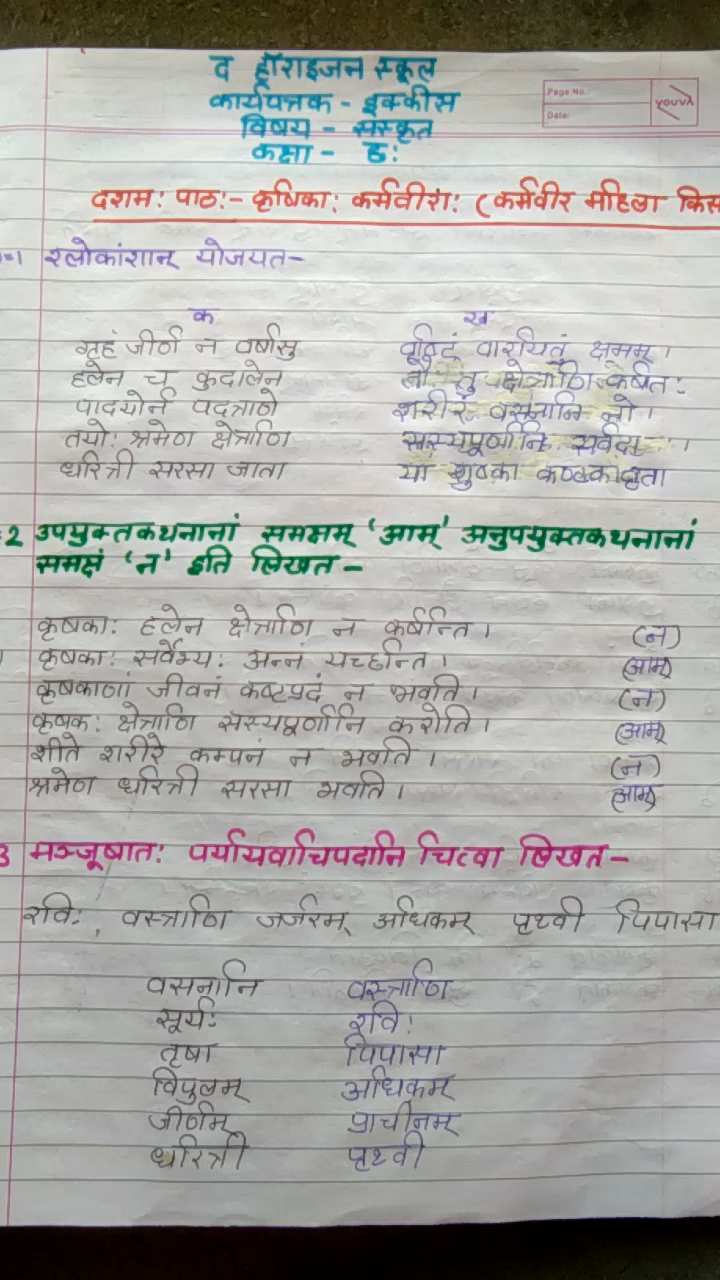 द हॉराइजन स्कूल
कार्यपत्रक - इक्कीस
विषय - संस्कृत
कक्षा - ङः
Page No.:
Date:
YOUVA
दशमः पाठः- कृषिकाः कर्मवीराः (कर्मवीर महिला किस
=1 श्लोकांशान् योजयत-
क ख
गृहं जीर्णं न वर्षासु वृष्टिं वारयितुं क्षमम्।
हलेन च कुदालेन तौ तु क्षेत्राणि कर्षतः
पादयोर्न पदत्राणे शरीरे वसनानि नो।
तयोः श्रमेण क्षेत्राणि सस्यपूर्णानि सर्वदा।
धरित्री सरसा जाता या शुष्का कण्टकावृता
2 उपयुक्तकथनानां समक्षम् 'आम्' अनुपयुक्तकथनानां
समक्षं 'न' इति लिखत-
कृषकाः हलेन क्षेत्राणि न कर्षन्ति। (न)
कृषकाः सर्वेभ्यः अन्नं यच्छन्ति। (आम्)
कृषकाणां जीवनं कष्टप्रदं न भवति। (न)
कृषकः क्षेत्राणि सस्यपूर्णानि करोति। (आम्)
शीते शरीरे कम्पनं न भवति। (न)
श्रमेण धरित्री सरसा भवति। (आम्)
3 मञ्जूषातः पर्यायवाचिपदानि चित्वा लिखत-
रविः, वस्त्राणि जर्जरम् अधिकम् पृथ्वी पिपासा
वसनानि वस्त्राणि
सूर्यः रविः
तृषा पिपासा
विपुलम् अधिकम्
जीर्णम् प्राचीनम्
धरित्री पृथ्वी